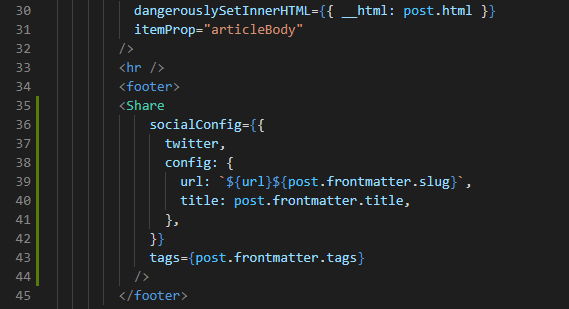 30 dangerouslySetInnerHTML={{ __html: post.html }}
31 itemProp="articleBody"
32 />
33 <hr />
34 <footer>
35 <Share
36 socialConfig={{
37 twitter,
38 config: {
39 url: `${url}${post.frontmatter.slug}`,
40 title: post.frontmatter.title,
41 },
42 }}
43 tags={post.frontmatter.tags}
44 />
45 </footer>